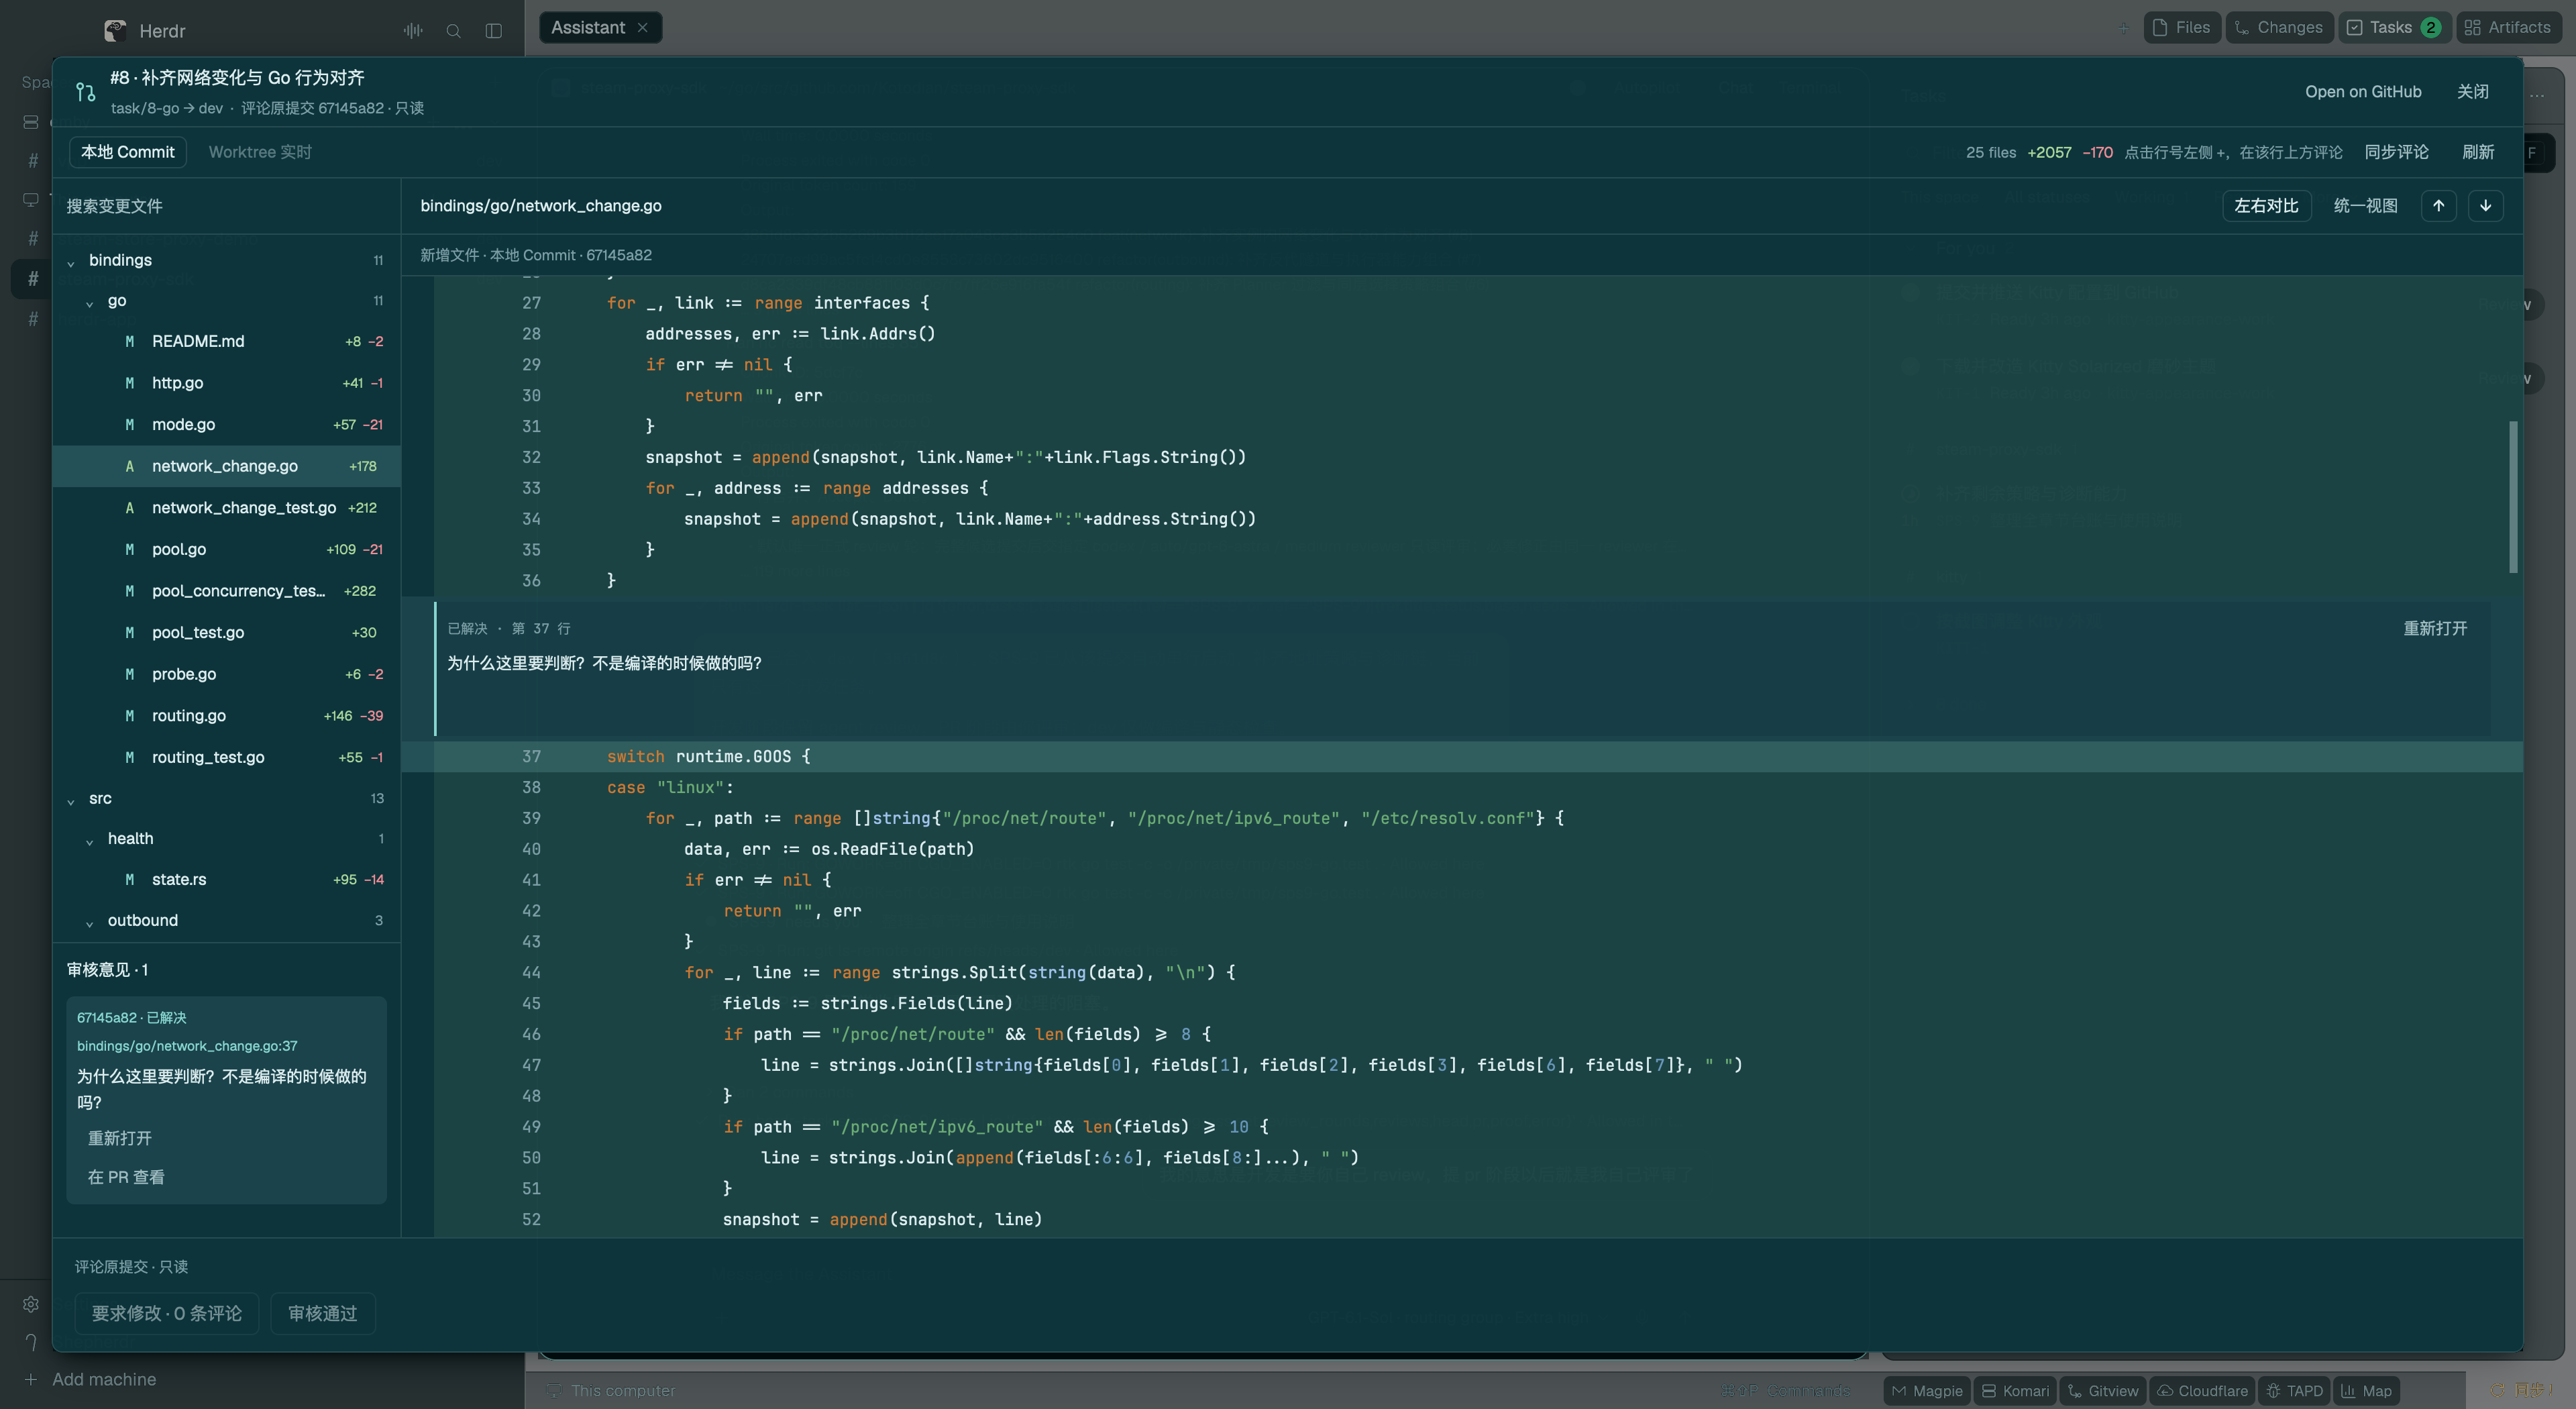 Herdr
Assistant ×
Files
Changes
Tasks 2
Artifacts
#8 · 补齐网络变化与 Go 行为对齐
task/8-go → dev · 评论原提交 67145a82 · 只读
Open on GitHub
关闭
本地 Commit
Worktree 实时
25 files +2057 −170 点击行号左侧 +，在该行上方评论
同步评论
刷新
F
搜索变更文件
bindings/go/network_change.go
左右对比
统一视图
↑
↓
新增文件 · 本地 Commit · 67145a82
bindings 11
go 11
M README.md +8 −2
M http.go +41 −1
M mode.go +57 −21
A network_change.go +178
A network_change_test.go +212
M pool.go +109 −21
M pool_concurrency_tes... +282
M pool_test.go +30
M probe.go +6 −2
M routing.go +146 −39
M routing_test.go +55 −1
src 13
health 1
M state.rs +95 −14
outbound 3
审核意见 · 1
67145a82 · 已解决
bindings/go/network_change.go:37
为什么这里要判断？不是编译的时候做的
吗？
重新打开
在 PR 查看
27 for _, link := range interfaces {
28 addresses, err := link.Addrs()
29 if err != nil {
30 return "", err
31 }
32 snapshot = append(snapshot, link.Name+":"+link.Flags.String())
33 for _, address := range addresses {
34 snapshot = append(snapshot, link.Name+":"+address.String())
35 }
36 }
已解决 · 第 37 行
重新打开
为什么这里要判断？不是编译的时候做的吗？
37 switch runtime.GOOS {
38 case "linux":
39 for _, path := range []string{"/proc/net/route", "/proc/net/ipv6_route", "/etc/resolv.conf"} {
40 data, err := os.ReadFile(path)
41 if err != nil {
42 return "", err
43 }
44 for _, line := range strings.Split(string(data), "\n") {
45 fields := strings.Fields(line)
46 if path == "/proc/net/route" && len(fields) >= 8 {
47 line = strings.Join([]string{fields[0], fields[1], fields[2], fields[3], fields[6], fields[7]}, " ")
48 }
49 if path == "/proc/net/ipv6_route" && len(fields) >= 10 {
50 line = strings.Join(append(fields[:6:6], fields[8:]...), " ")
51 }
52 snapshot = append(snapshot, line)
评论原提交 · 只读
要求修改 · 0 条评论
审核通过
Add machine
This computer
Commands
Magpie
Komari
Gitview
Cloudflare
TAPD
Map